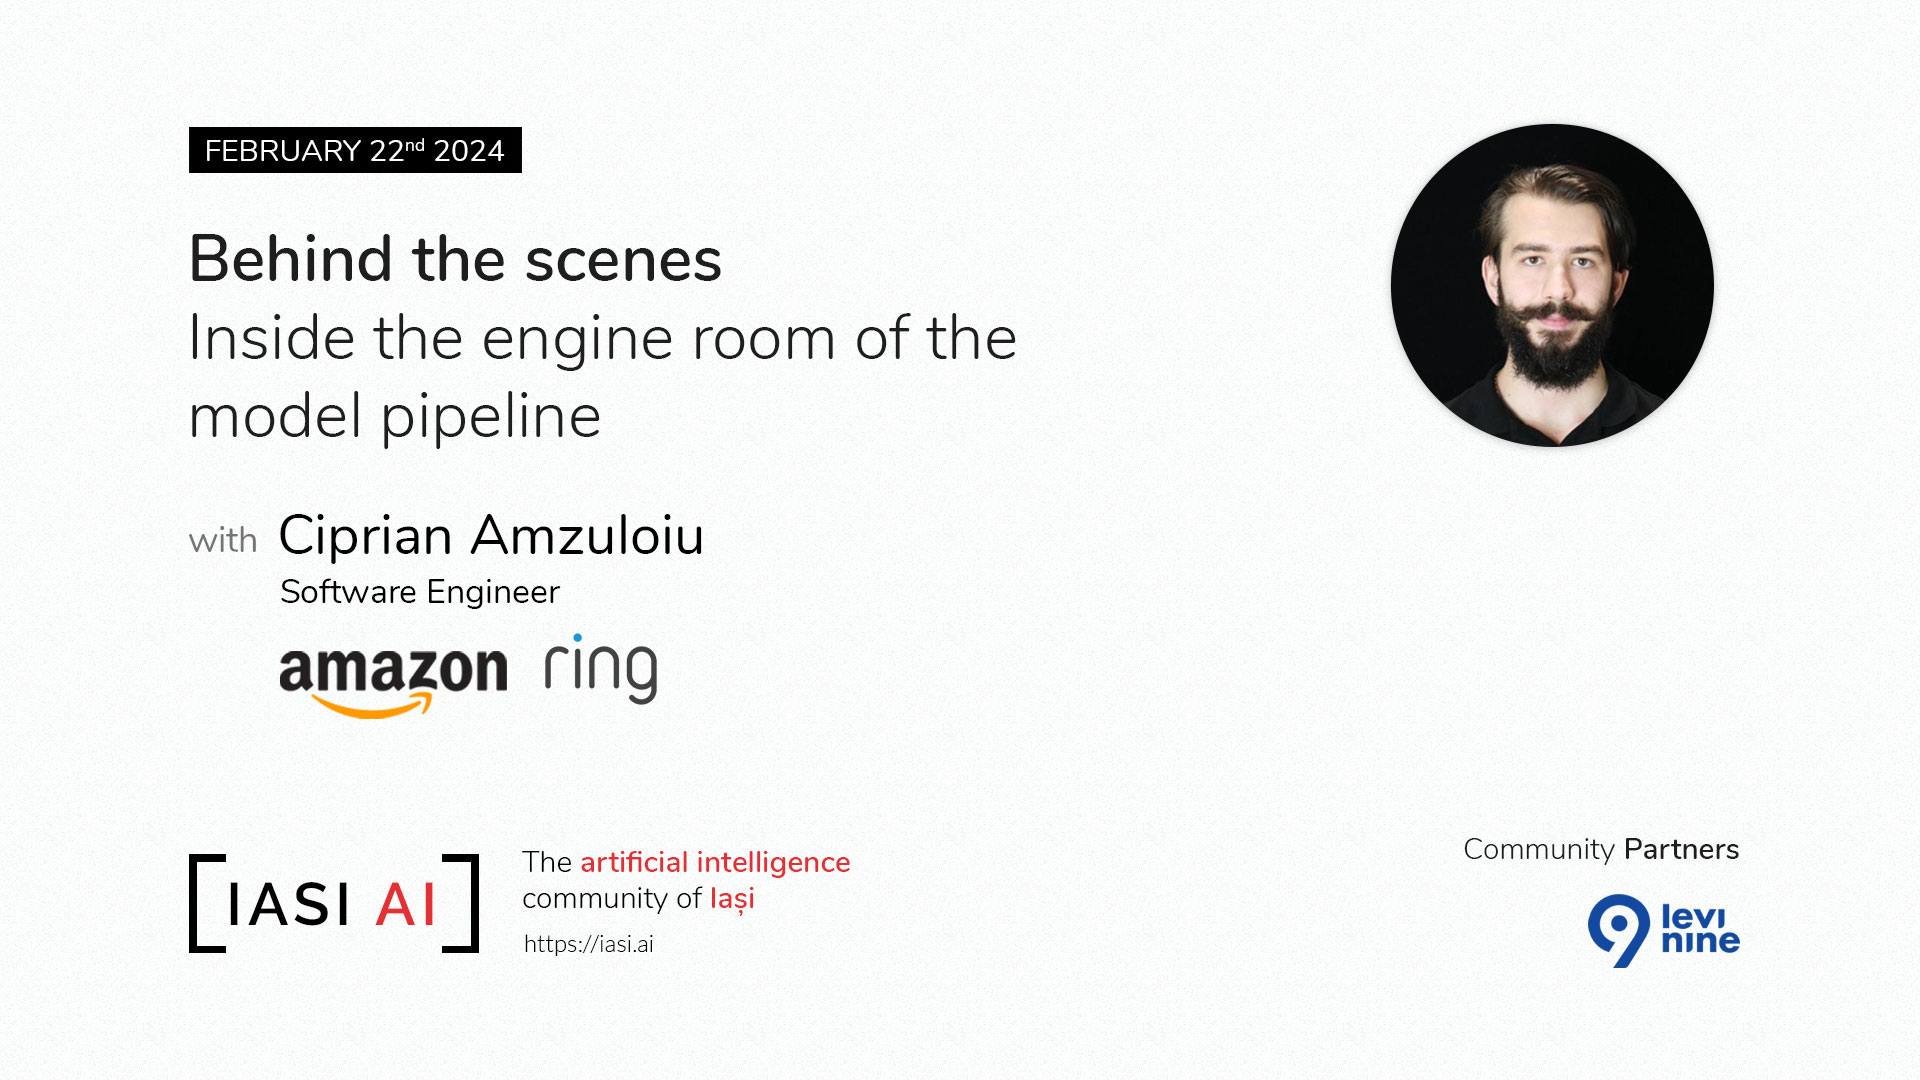 FEBRUARY 22nd 2024
Behind the scenes
Inside the engine room of the
model pipeline
with Ciprian Amzuloiu
Software Engineer
amazon ring
[IASI AI]
The artificial intelligence
community of Iași
https://iasi.ai
Community Partners
levi
nine